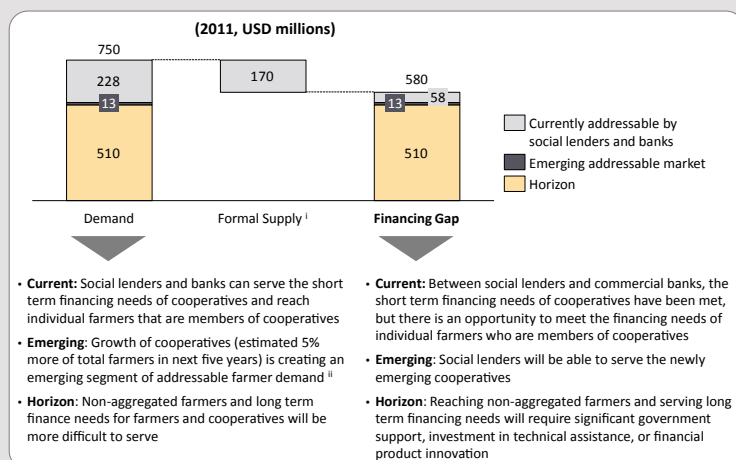 (2011, USD millions)
750
228
13
510
170
580
58
13
510
Currently addressable by
social lenders and banks
Emerging addressable market
Horizon
Demand
Formal Supply i
Financing Gap
• Current: Social lenders and banks can serve the short
term financing needs of cooperatives and reach
individual farmers that are members of cooperatives
• Emerging: Growth of cooperatives (estimated 5%
more of total farmers in next five years) is creating an
emerging segment of addressable farmer demand ii
• Horizon: Non-aggregated farmers and long term
finance needs for farmers and cooperatives will be
more difficult to serve
• Current: Between social lenders and commercial banks, the
short term financing needs of cooperatives have been met,
but there is an opportunity to meet the financing needs of
individual farmers who are members of cooperatives
• Emerging: Social lenders will be able to serve the newly
emerging cooperatives
• Horizon: Reaching non-aggregated farmers and serving long
term financing needs will require significant government
support, investment in technical assistance, or financial
product innovation